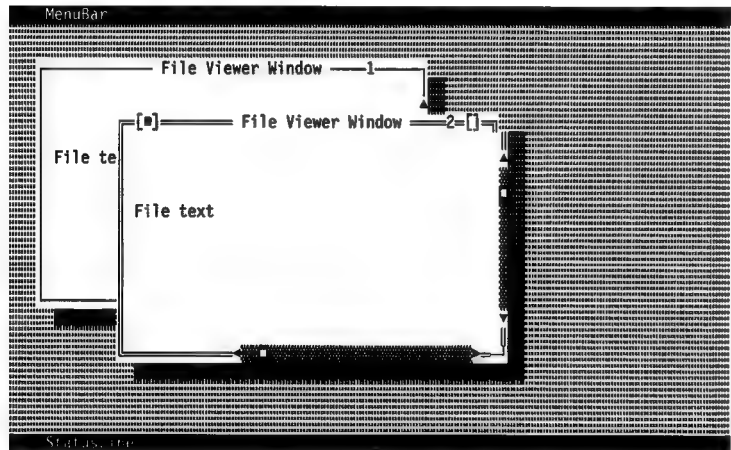 MenuBar
File Viewer Window 1
[■] File Viewer Window 2=[]
File te
File text
StatusLine